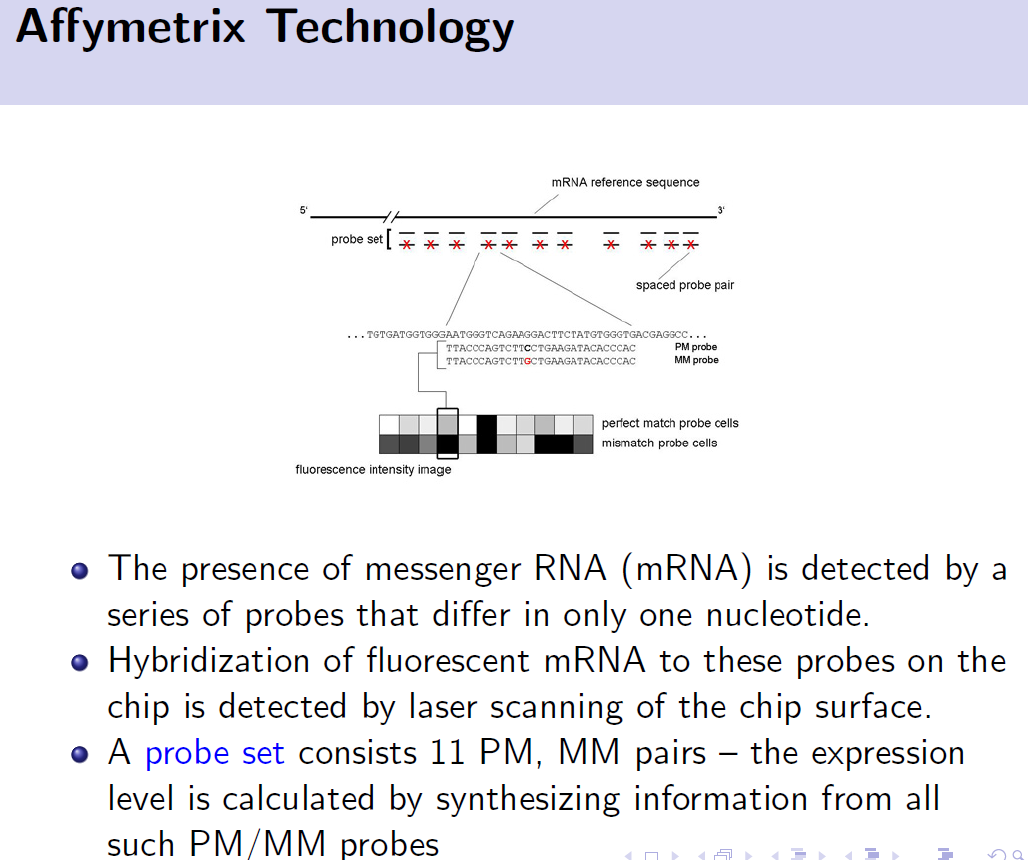 Affymetrix Technology
mRNA reference sequence
5'
3'
probe set
spaced probe pair
...TGTGATGGTGGGAATGGGTCAGAAGGACTTCTATGTGGGTGACGAGGCC...
TTACCCAGTCTTCCTGAAGATACACCCAC
PM probe
TTACCCAGTCTTGCTGAAGATACACCCAC
MM probe
perfect match probe cells
mismatch probe cells
fluorescence intensity image
The presence of messenger RNA (mRNA) is detected by a
series of probes that differ in only one nucleotide.
Hybridization of fluorescent mRNA to these probes on the
chip is detected by laser scanning of the chip surface.
A probe set consists 11 PM, MM pairs – the expression
level is calculated by synthesizing information from all
such PM/MM probes